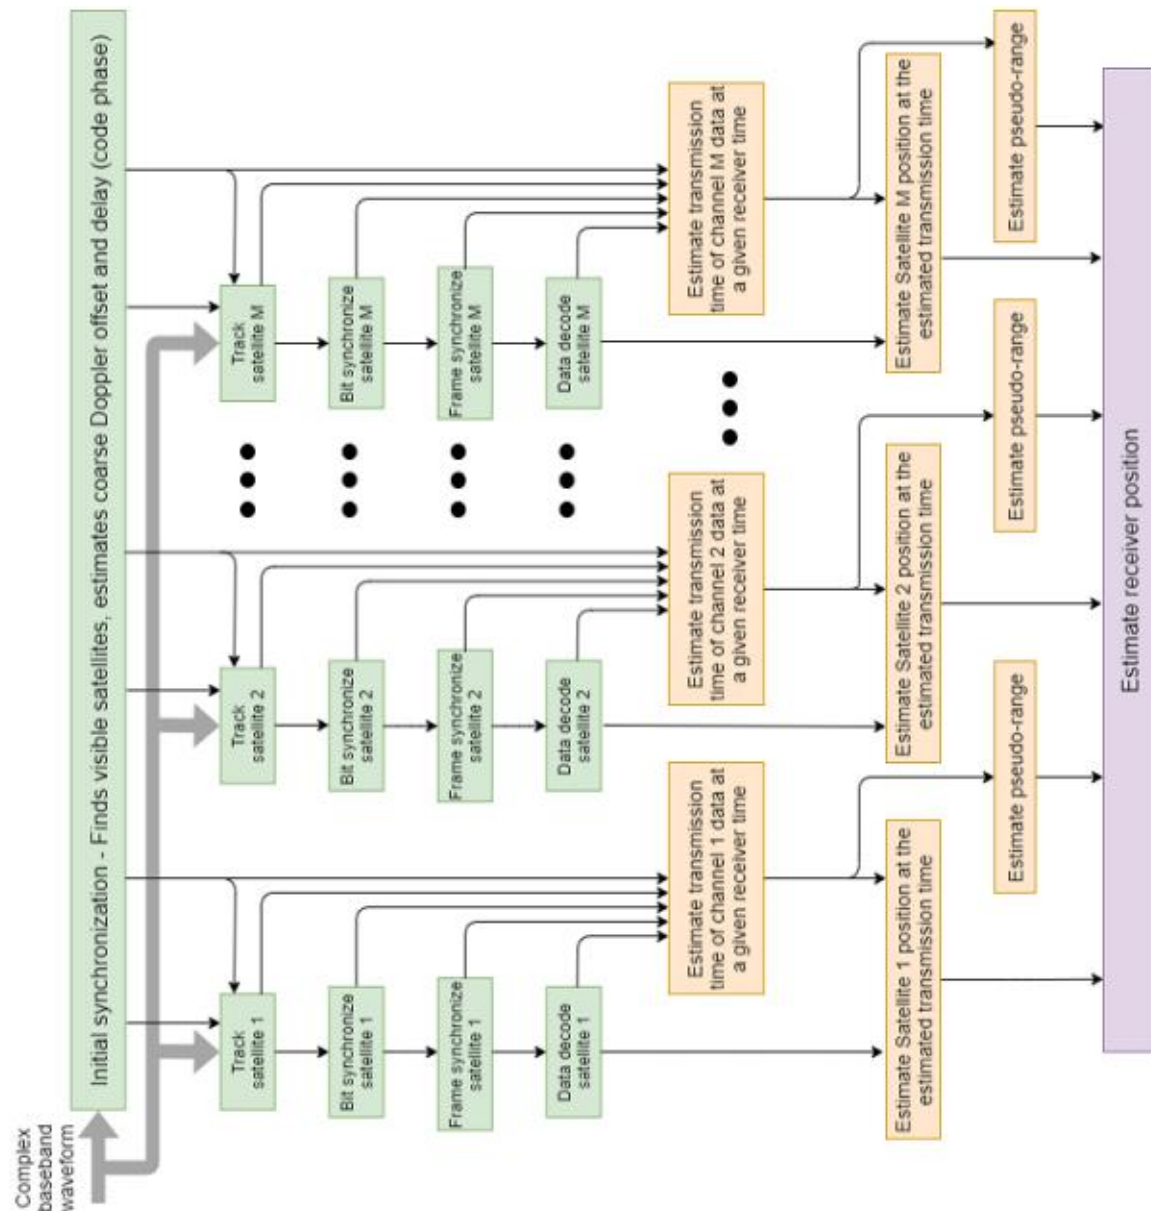 Complex
baseband
waveform
Initial synchronization - Finds visible satellites, estimates coarse Doppler offset and delay (code phase)
Track
satellite 1
Track
satellite 2
Track
satellite M
Bit synchronize
satellite 1
Bit synchronize
satellite 2
Bit synchronize
satellite M
Frame synchronize
satellite 1
Frame synchronize
satellite 2
Frame synchronize
satellite M
Data decode
satellite 1
Data decode
satellite 2
Data decode
satellite M
Estimate transmission
time of channel 1 data at
a given receiver time
Estimate transmission
time of channel 2 data at
a given receiver time
Estimate transmission
time of channel M data at
a given receiver time
Estimate Satellite 1 position at the
estimated transmission time
Estimate Satellite 2 position at the
estimated transmission time
Estimate Satellite M position at the
estimated transmission time
Estimate pseudo-range
Estimate pseudo-range
Estimate pseudo-range
Estimate receiver position